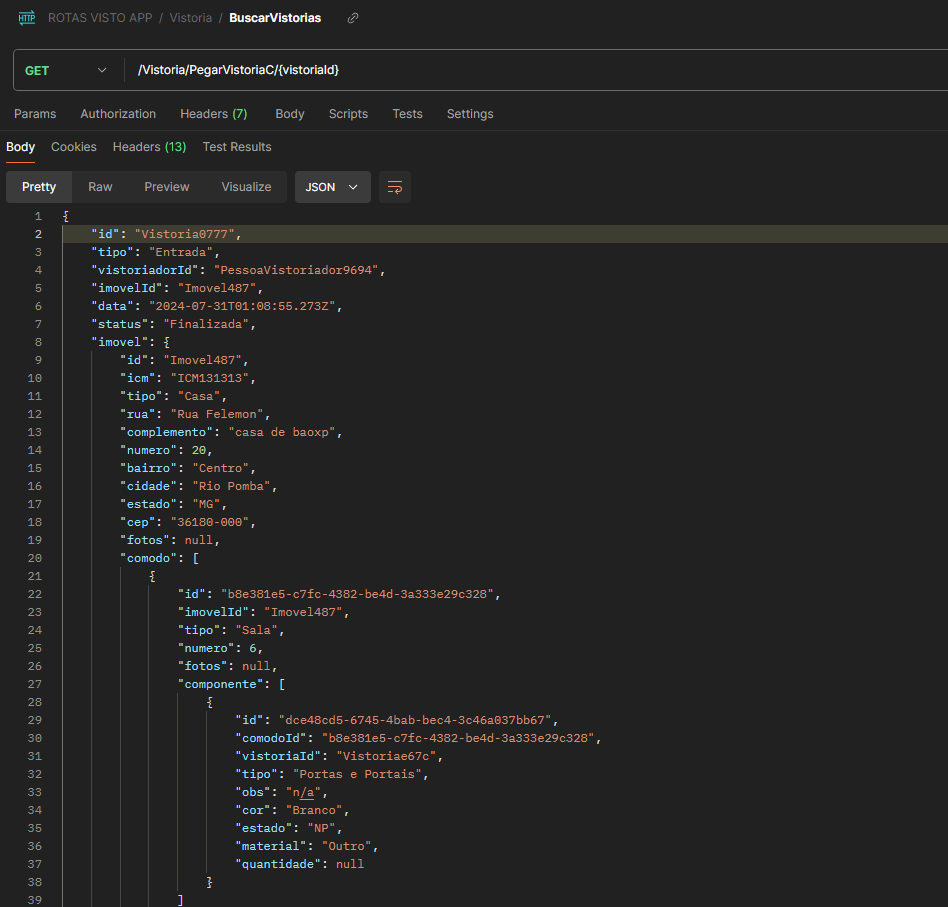 HTTP ROTAS VISTO APP / Vistoria / BuscarVistorias
GET /Vistoria/PegarVistoriaC/{vistoriaId}
Params Authorization Headers (7) Body Scripts Tests Settings
Body Cookies Headers (13) Test Results
Pretty Raw Preview Visualize JSON
1 {
2 "id": "Vistoria0777",
3 "tipo": "Entrada",
4 "vistoriadorId": "PessoaVistoriador9694",
5 "imovelId": "Imovel487",
6 "data": "2024-07-31T01:08:55.273Z",
7 "status": "Finalizada",
8 "imovel": {
9 "id": "Imovel487",
10 "icm": "ICM131313",
11 "tipo": "Casa",
12 "rua": "Rua Felemon",
13 "complemento": "casa de baoxp",
14 "numero": 20,
15 "bairro": "Centro",
16 "cidade": "Rio Pomba",
17 "estado": "MG",
18 "cep": "36180-000",
19 "fotos": null,
20 "comodo": [
21 {
22 "id": "b8e381e5-c7fc-4382-be4d-3a333e29c328",
23 "imovelId": "Imovel487",
24 "tipo": "Sala",
25 "numero": 6,
26 "fotos": null,
27 "componente": [
28 {
29 "id": "dce48cd5-6745-4bab-bec4-3c46a037bb67",
30 "comodoId": "b8e381e5-c7fc-4382-be4d-3a333e29c328",
31 "vistoriaId": "Vistoriae67c",
32 "tipo": "Portas e Portais",
33 "obs": "n/a",
34 "cor": "Branco",
35 "estado": "NP",
36 "material": "Outro",
37 "quantidade": null
38 }
39 ]